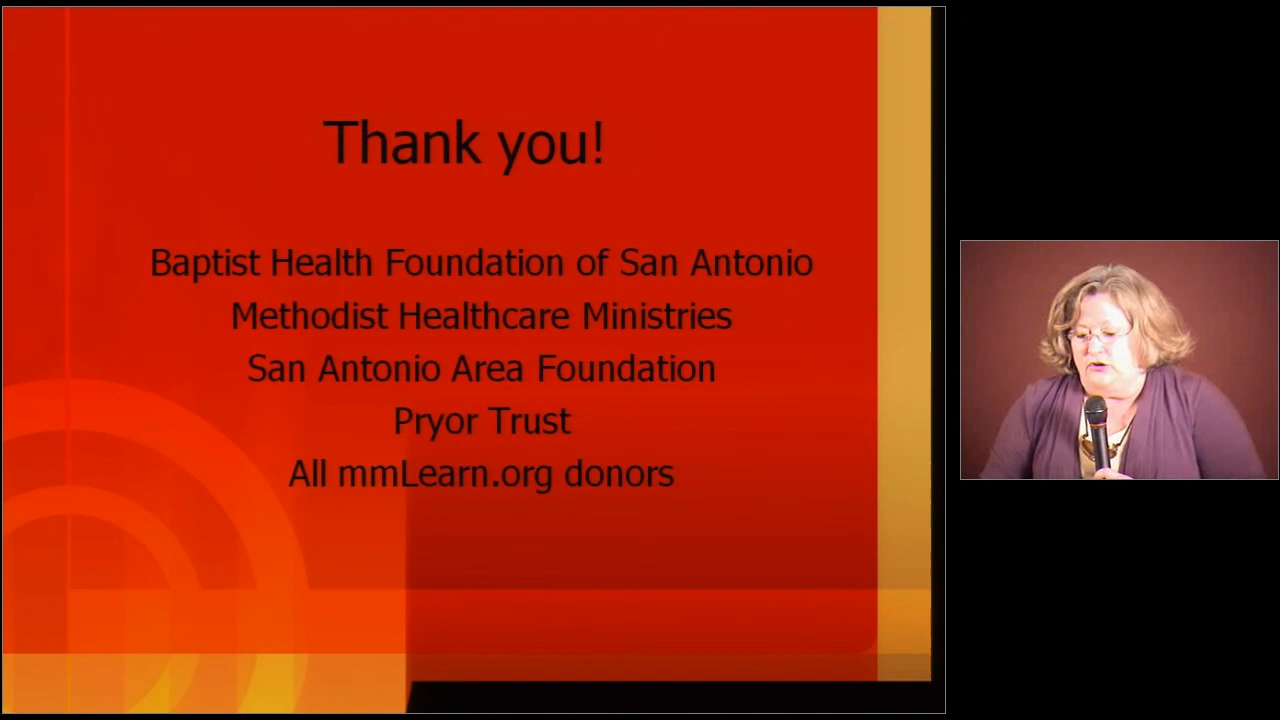 Thank you!
Baptist Health Foundation of San Antonio
Methodist Healthcare Ministries
San Antonio Area Foundation
Pryor Trust
All mmLearn.org donors